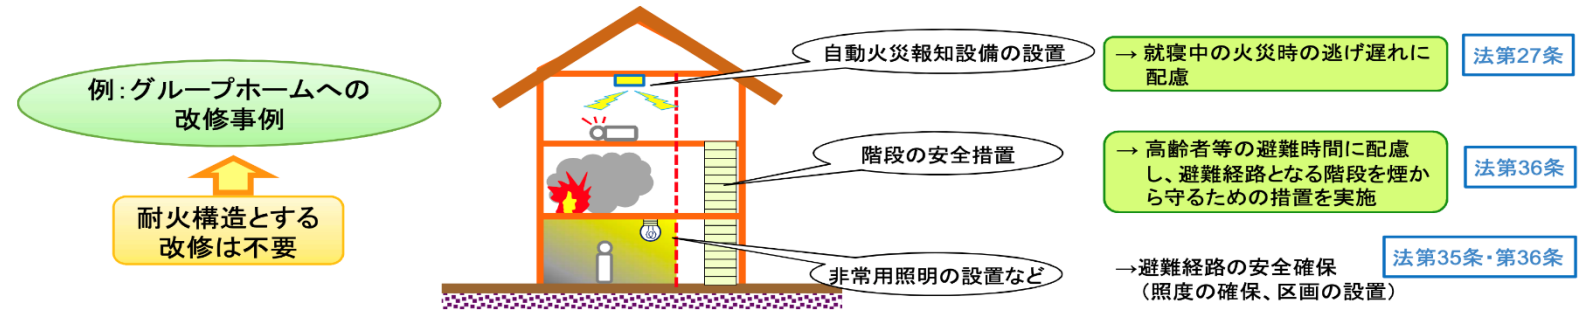 例：グループホームへの
改修事例
耐火構造とする
改修は不要
自動火災報知設備の設置
→ 就寝中の火災時の逃げ遅れに
配慮
法第27条
階段の安全措置
→ 高齢者等の避難時間に配慮
し、避難経路となる階段を煙か
ら守るための措置を実施
法第36条
非常用照明の設置など
→避難経路の安全確保
（照度の確保、区画の設置）
法第35条・第36条